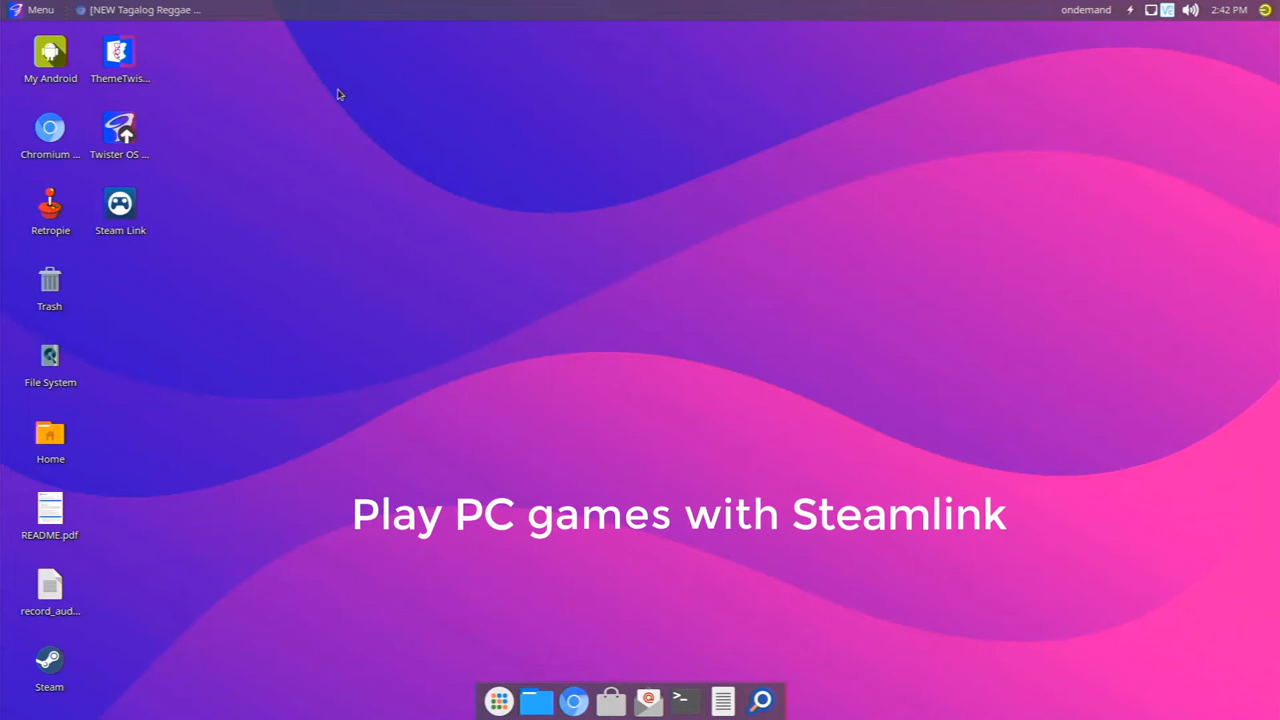 Menu
[NEW Tagalog Reggae ...
ondemand
2:42 PM
My Android
ThemeTwis...
Chromium ...
Twister OS ...
Retropie
Steam Link
Trash
File System
Home
README.pdf
record_aud...
Steam
Play PC games with Steamlink